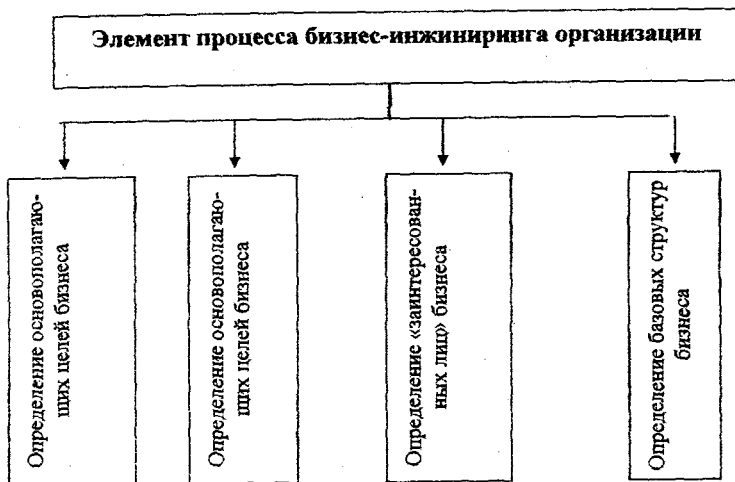 Элемент процесса бизнес-инжиниринга организации
Определение основополагаю-
щих целей бизнеса
Определение основополагаю-
щих целей бизнеса
Определение «заинтересован-
ных лиц» бизнеса
Определение базовых структур
бизнеса